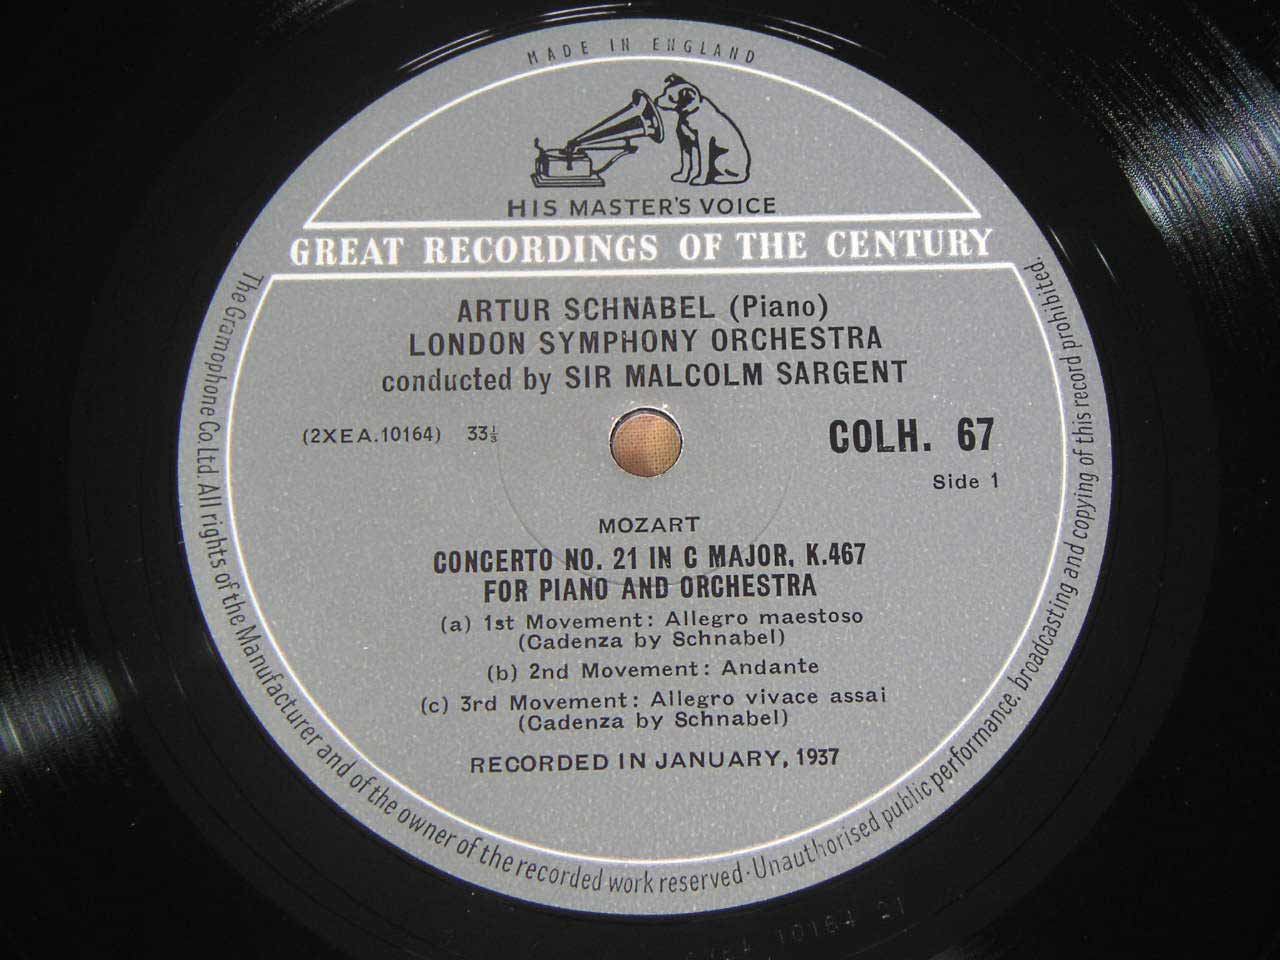 MADE IN ENGLAND
HIS MASTER'S VOICE
GREAT RECORDINGS OF THE CENTURY
ARTUR SCHNABEL (Piano)
LONDON SYMPHONY ORCHESTRA
conducted by SIR MALCOLM SARGENT
(2XEA.10164) 33⅓
COLH. 67
Side 1
MOZART
CONCERTO NO. 21 IN C MAJOR, K.467
FOR PIANO AND ORCHESTRA
(a) 1st Movement: Allegro maestoso
(Cadenza by Schnabel)
(b) 2nd Movement: Andante
(c) 3rd Movement: Allegro vivace assai
(Cadenza by Schnabel)
RECORDED IN JANUARY, 1937
The Gramophone Co. Ltd. All rights of the Manufacturer and of the owner of the recorded work reserved · Unauthorised public performance, broadcasting and copying of this record prohibited.
10164 21